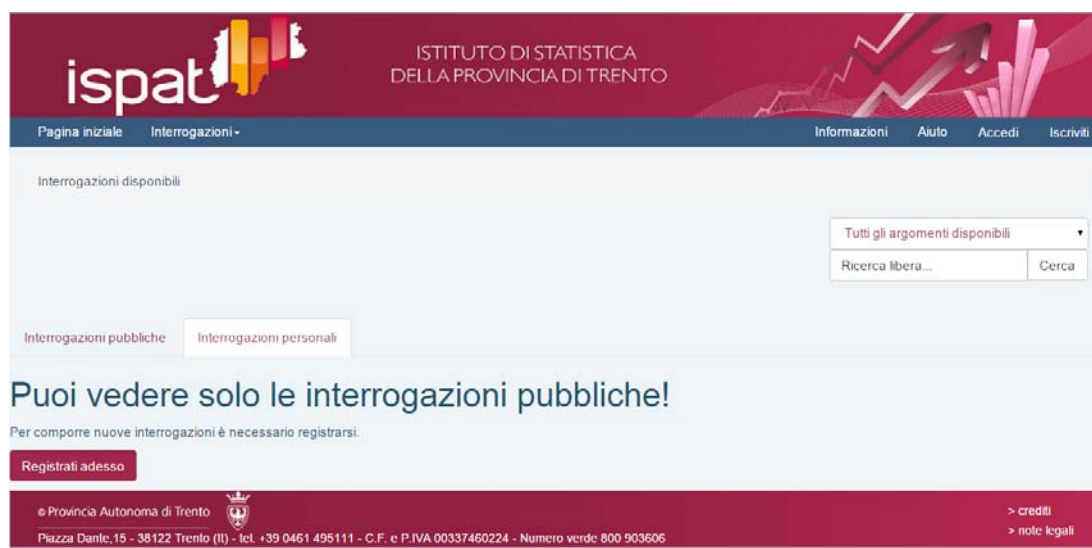 ispat
ISTITUTO DI STATISTICA
DELLA PROVINCIA DI TRENTO
Pagina iniziale Interrogazioni Informazioni Aiuto Accedi Iscriviti
Interrogazioni disponibili
Tutti gli argomenti disponibili
Ricerca libera... Cerca
Interrogazioni pubbliche Interrogazioni personali
Puoi vedere solo le interrogazioni pubbliche!
Per comporre nuove interrogazioni è necessario registrarsi.
Registrati adesso
© Provincia Autonoma di Trento > crediti
Piazza Dante,15 - 38122 Trento (It) - tel. +39 0461 495111 - C.F. e P.IVA 00337460224 - Numero verde 800 903606 > note legali